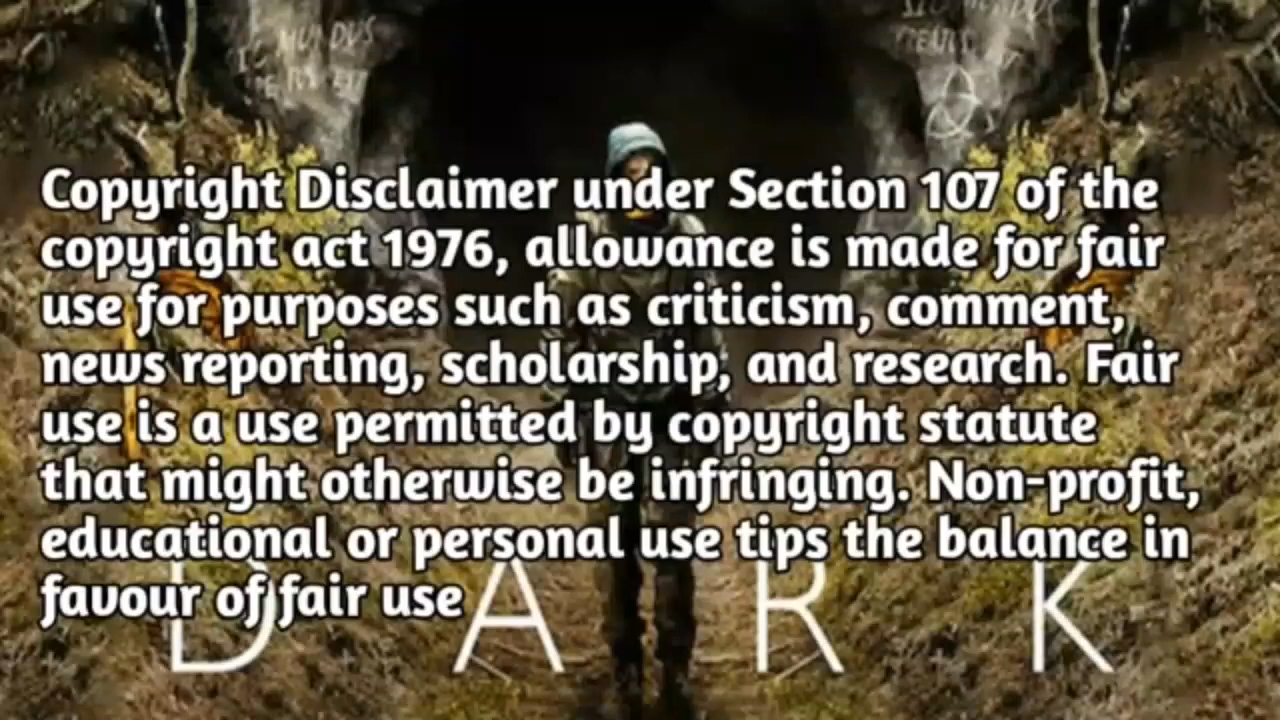 SIC MUNDUS
Copyright Disclaimer under Section 107 of the
copyright act 1976, allowance is made for fair
use for purposes such as criticism, comment,
news reporting, scholarship, and research. Fair
use is a use permitted by copyright statute
that might otherwise be infringing. Non-profit,
educational or personal use tips the balance in
favour of fair use
D A R K